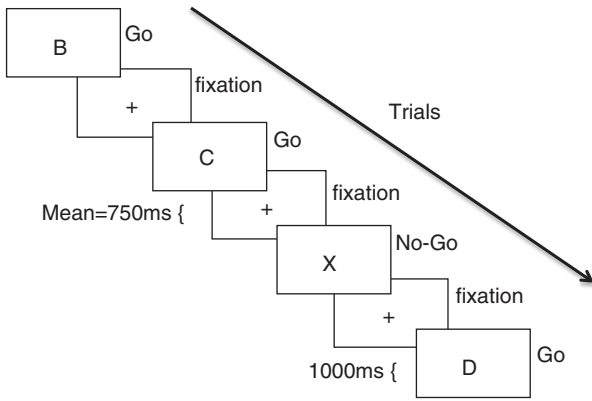 B
Go
+
fixation
Trials
C
Go
Mean=750ms {
+
fixation
X
No-Go
+
fixation
1000ms {
D
Go